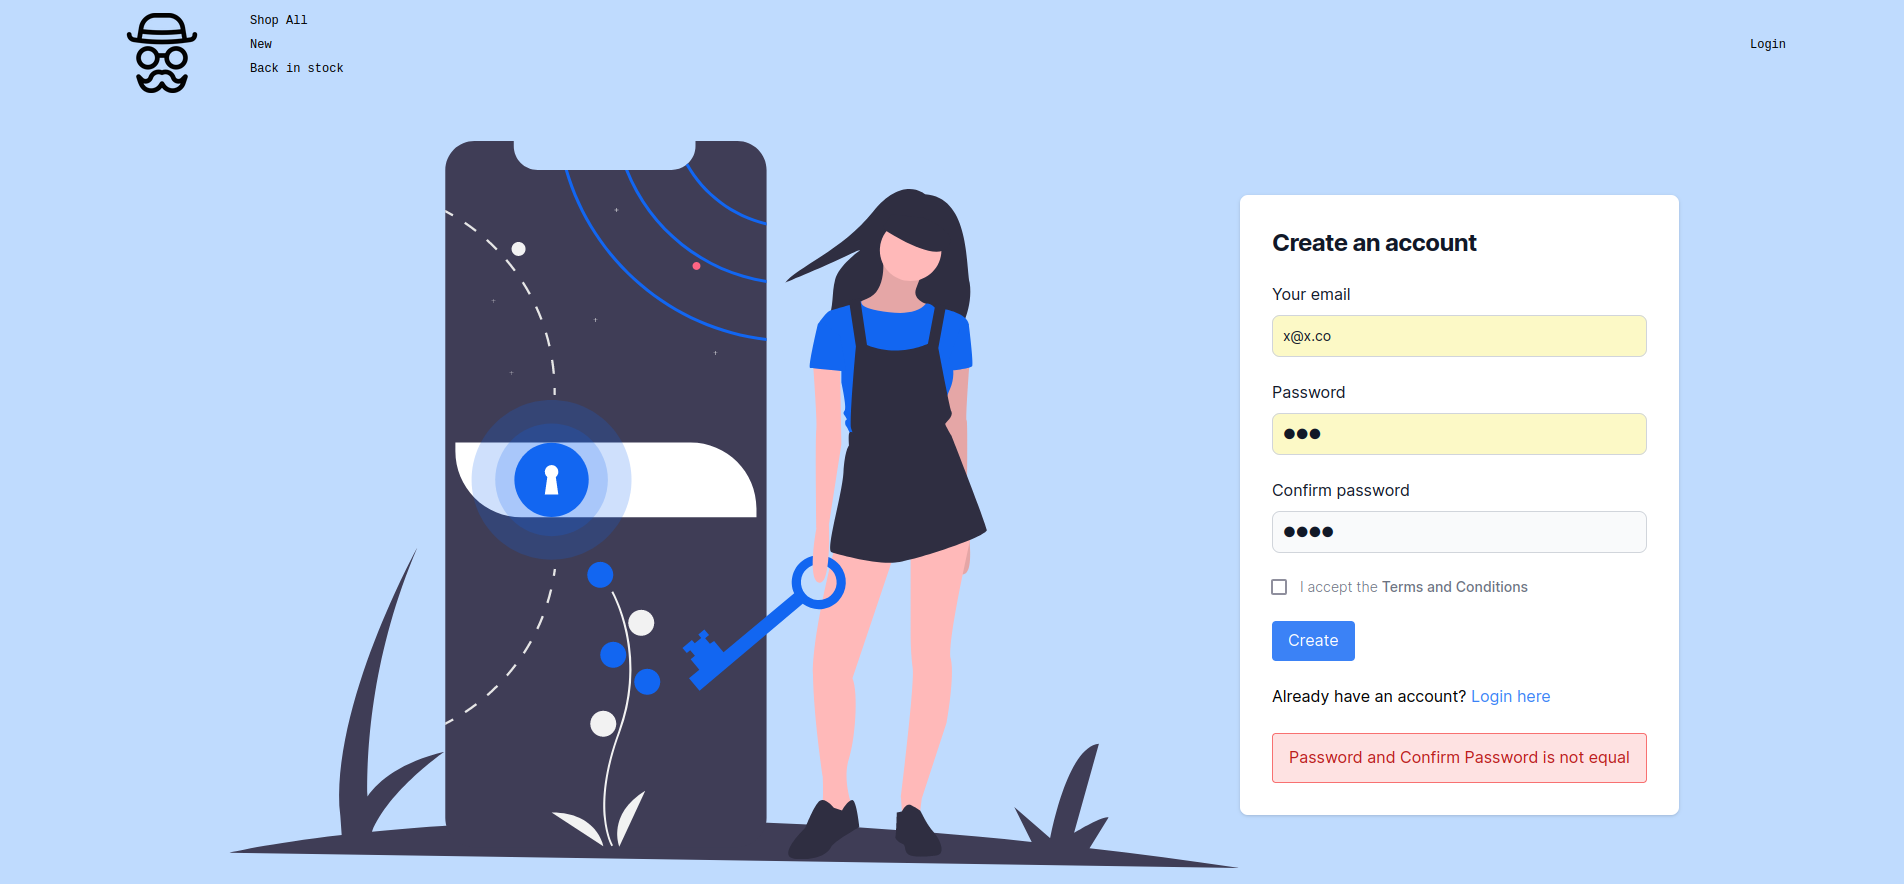 Shop All
New
Back in stock
Login
Create an account
Your email
x@x.co
Password
●●●
Confirm password
●●●●
I accept the Terms and Conditions
Create
Already have an account? Login here
Password and Confirm Password is not equal